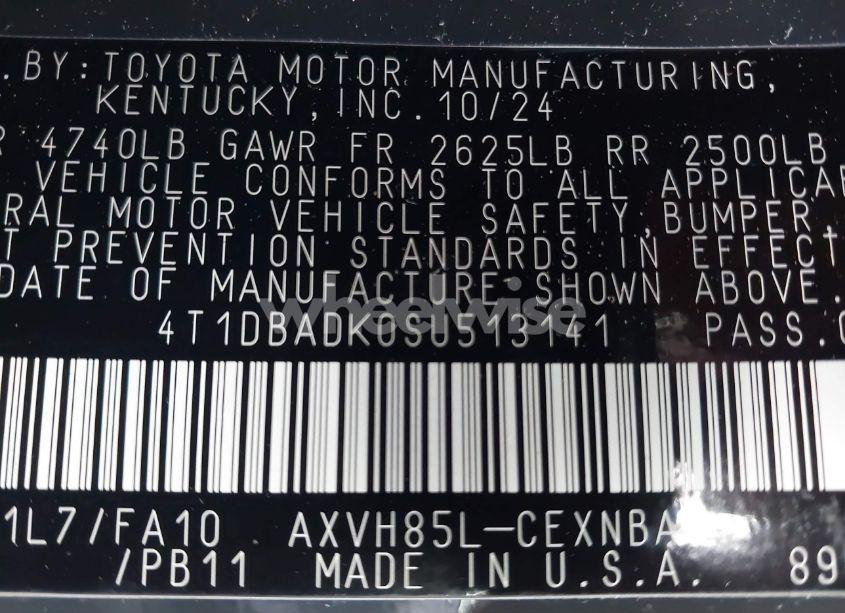 .BY:TOYOTA MOTOR MANUFACTURING,
KENTUCKY,INC. 10/24
R 4740LB GAWR FR 2625LB RR 2500LB
VEHICLE CONFORMS TO ALL APPLICA
RAL MOTOR VEHICLE SAFETY,BUMPER,
T PREVENTION STANDARDS IN EFFECT
DATE OF MANUFACTURE SHOWN ABOVE.
wheelwise
4T1DBADK0SU513141 PASS.C
1L7/FA10 AXVH85L-CEXNBA
/PB11 MADE IN U.S.A. 89